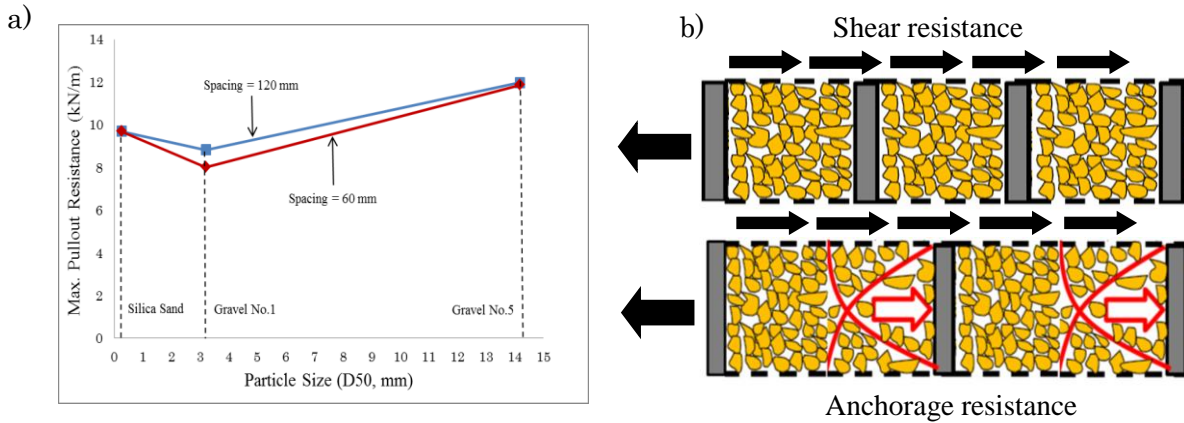 a)
14
12
10
8
6
4
2
0
Max. Pullout Resistance (kN/m)
Spacing = 120 mm
Spacing = 60 mm
Silica Sand
Gravel No.1
Gravel No.5
0 1 2 3 4 5 6 7 8 9 10 11 12 13 14 15
Particle Size (D50, mm)
b)
Shear resistance
Anchorage resistance